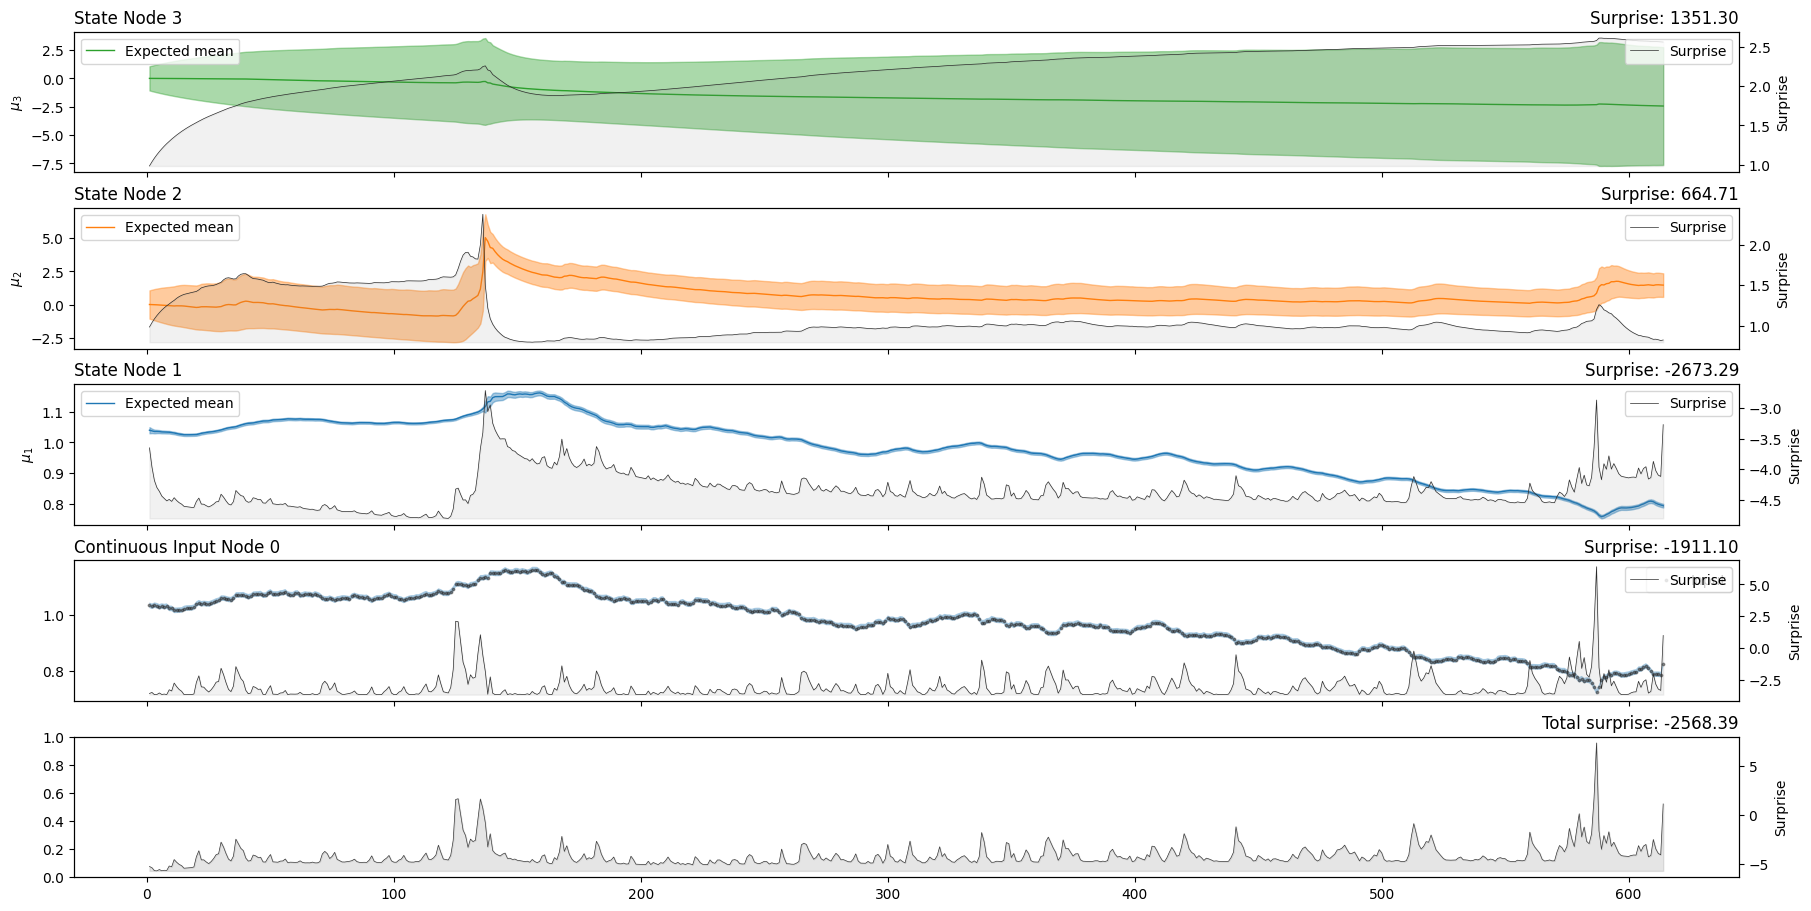 State Node 3 Surprise: 1351.30
Expected mean
Surprise
2.5
0.0
−2.5
−5.0
−7.5
μ3
2.5
2.0
1.5
1.0
Surprise
State Node 2 Surprise: 664.71
Expected mean
Surprise
5.0
2.5
0.0
−2.5
μ2
2.0
1.5
1.0
Surprise
State Node 1 Surprise: -2673.29
Expected mean
Surprise
1.1
1.0
0.9
0.8
μ1
−3.0
−3.5
−4.0
−4.5
Surprise
Continuous Input Node 0 Surprise: -1911.10
Surprise
1.0
0.8
5.0
2.5
0.0
−2.5
Surprise
Total surprise: -2568.39
1.0
0.8
0.6
0.4
0.2
0.0
5
0
−5
Surprise
0 100 200 300 400 500 600